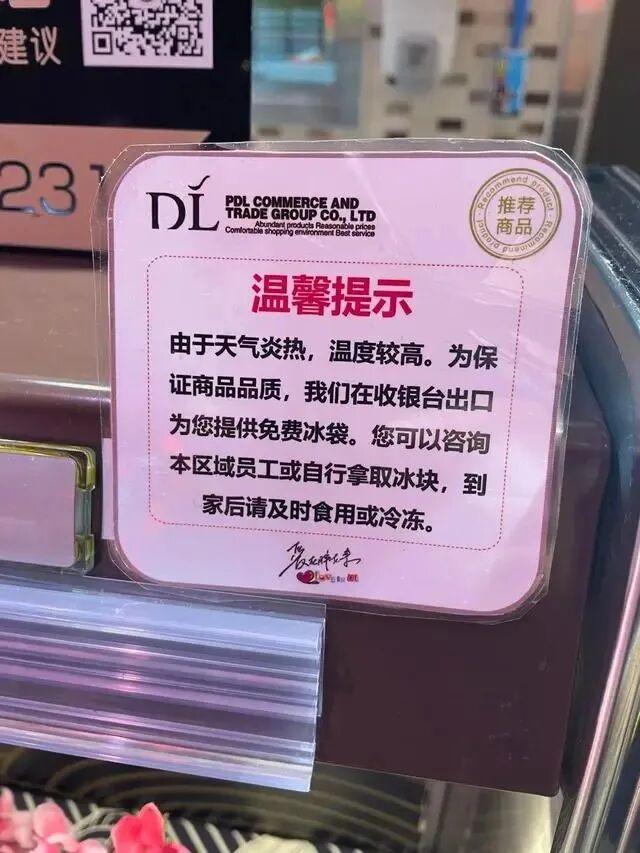 建议
231
DL
PDL COMMERCE AND
TRADE GROUP CO., LTD
Abundant products Reasonable prices
Comfortable shopping environment Best service
Recommend product
推荐
商品
Recommend product
温馨提示
由于天气炎热，温度较高。为保
证商品品质，我们在收银台出口
为您提供免费冰袋。您可以咨询
本区域员工或自行拿取冰块，到
家后请及时食用或冷冻。